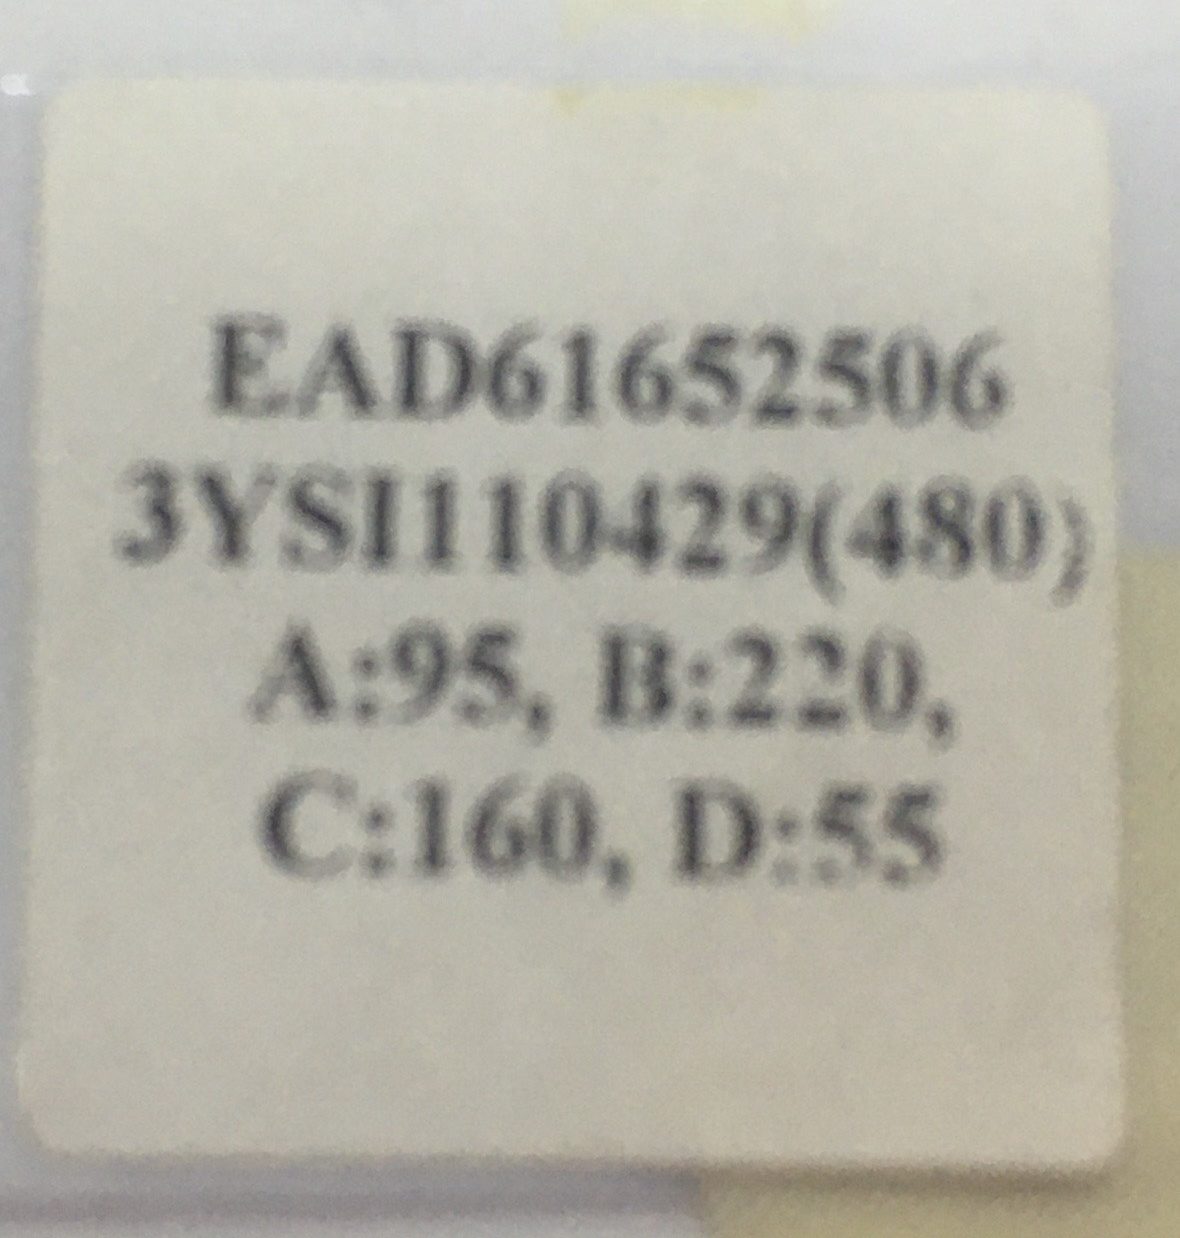 EAD61652506
3YSI110429(480)
A:95, B:220,
C:160, D:55